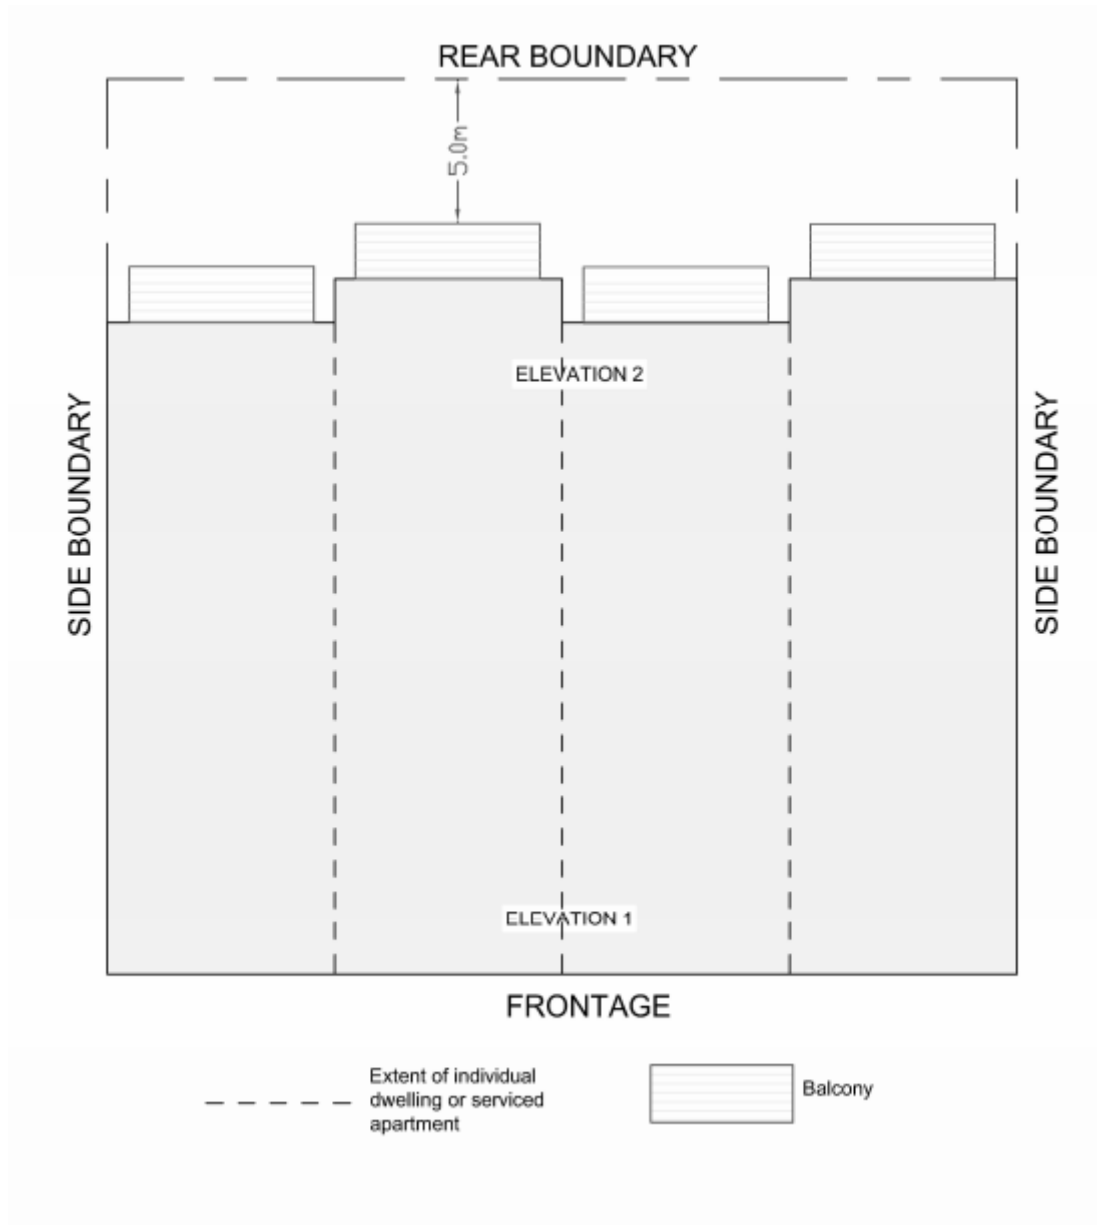 REAR BOUNDARY
5.0m
ELEVATION 2
SIDE BOUNDARY
SIDE BOUNDARY
ELEVATION 1
FRONTAGE
Extent of individual
dwelling or serviced
apartment
Balcony